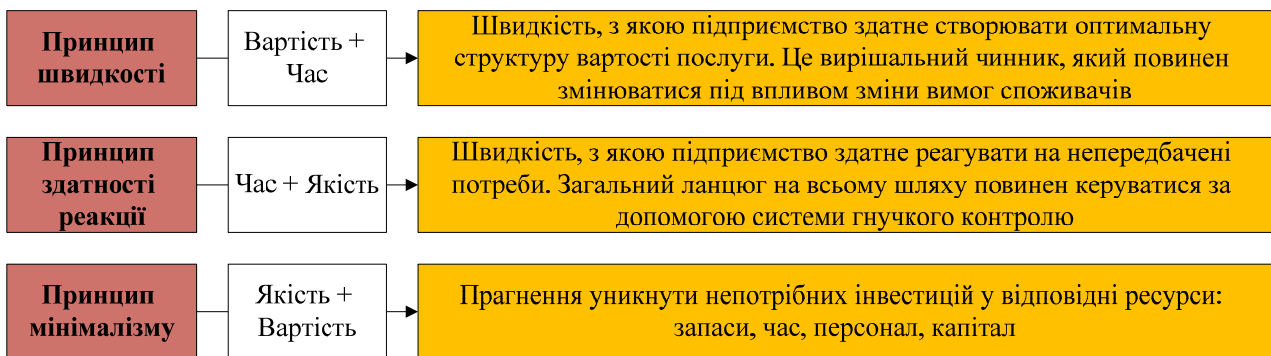 Принцип
швидкості
Вартість +
Час
Швидкість, з якою підприємство здатне створювати оптимальну
структуру вартості послуги. Це вирішальний чинник, який повинен
змінюватися під впливом зміни вимог споживачів
Принцип
здатності
реакції
Час + Якість
Швидкість, з якою підприємство здатне реагувати на непередбачені
потреби. Загальний ланцюг на всьому шляху повинен керуватися за
допомогою системи гнучкого контролю
Принцип
мінімалізму
Якість +
Вартість
Прагнення уникнути непотрібних інвестицій у відповідні ресурси:
запаси, час, персонал, капітал